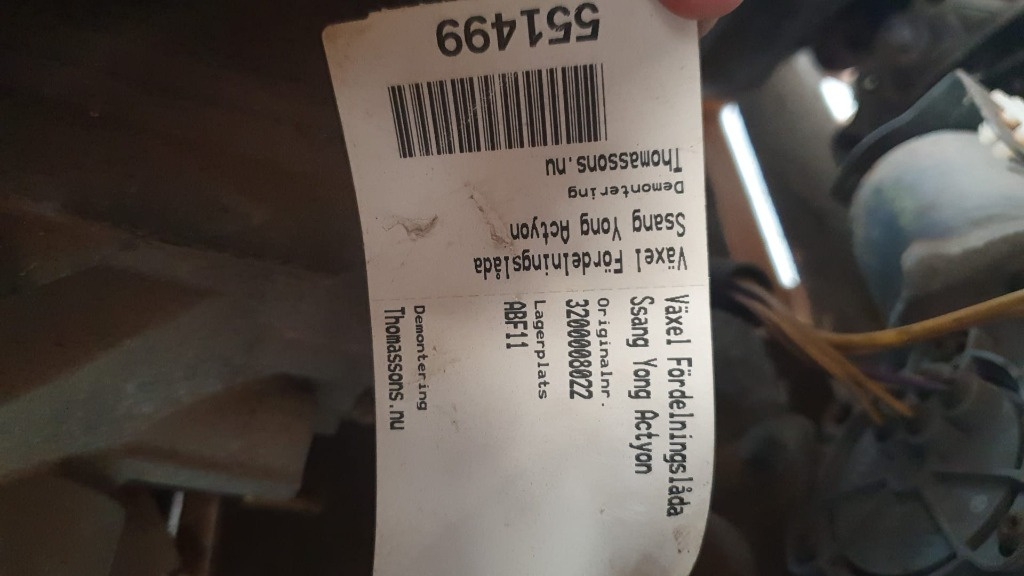 551499
Thomassons.nu
Demontering
Ssang Yong Actyon
Växel Fördelningslåda
Växel Fördelningslåda
Ssang Yong Actyon
Originalnr.
3200008022
Lagerplats
ABF11
Demontering
Thomassons.nu